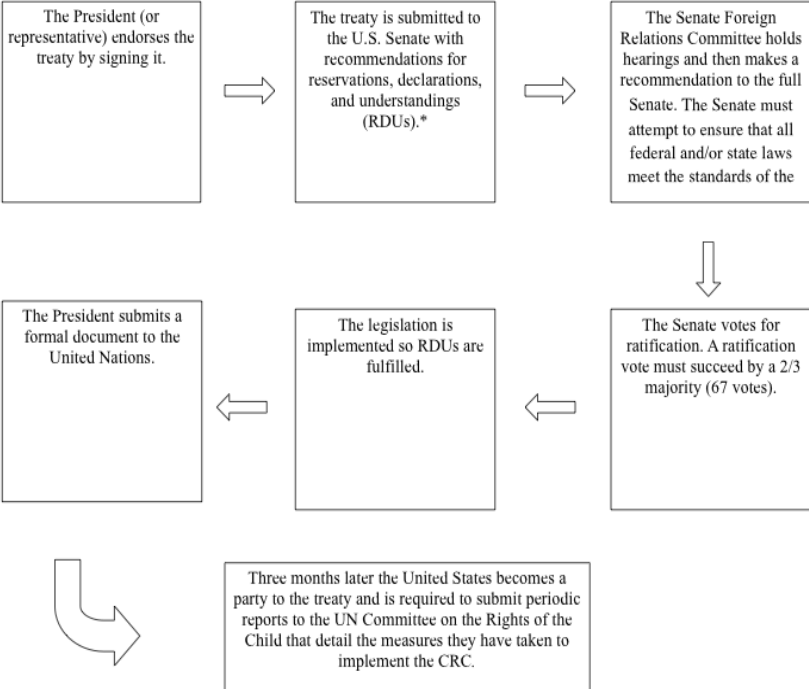 The President (or
representative) endorses the
treaty by signing it.
The treaty is submitted to
the U.S. Senate with
recommendations for
reservations, declarations,
and understandings
(RDUs).*
The Senate Foreign
Relations Committee holds
hearings and then makes a
recommendation to the full
Senate. The Senate must
attempt to ensure that all
federal and/or state laws
meet the standards of the
The Senate votes for
ratification. A ratification
vote must succeed by a 2/3
majority (67 votes).
The legislation is
implemented so RDUs are
fulfilled.
The President submits a
formal document to the
United Nations.
Three months later the United States becomes a
party to the treaty and is required to submit periodic
reports to the UN Committee on the Rights of the
Child that detail the measures they have taken to
implement the CRC.